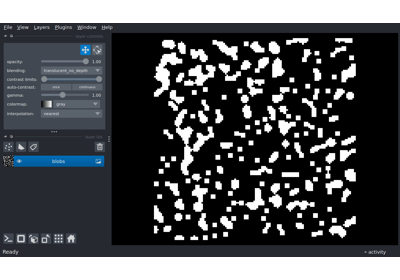 File View Layers Plugins Window Help
opacity: 1.00
blending: translucent_no_depth
contrast limits:
auto-contrast: once continuous
gamma: 1.00
colormap: gray
interpolation: nearest
blobs
Ready activity